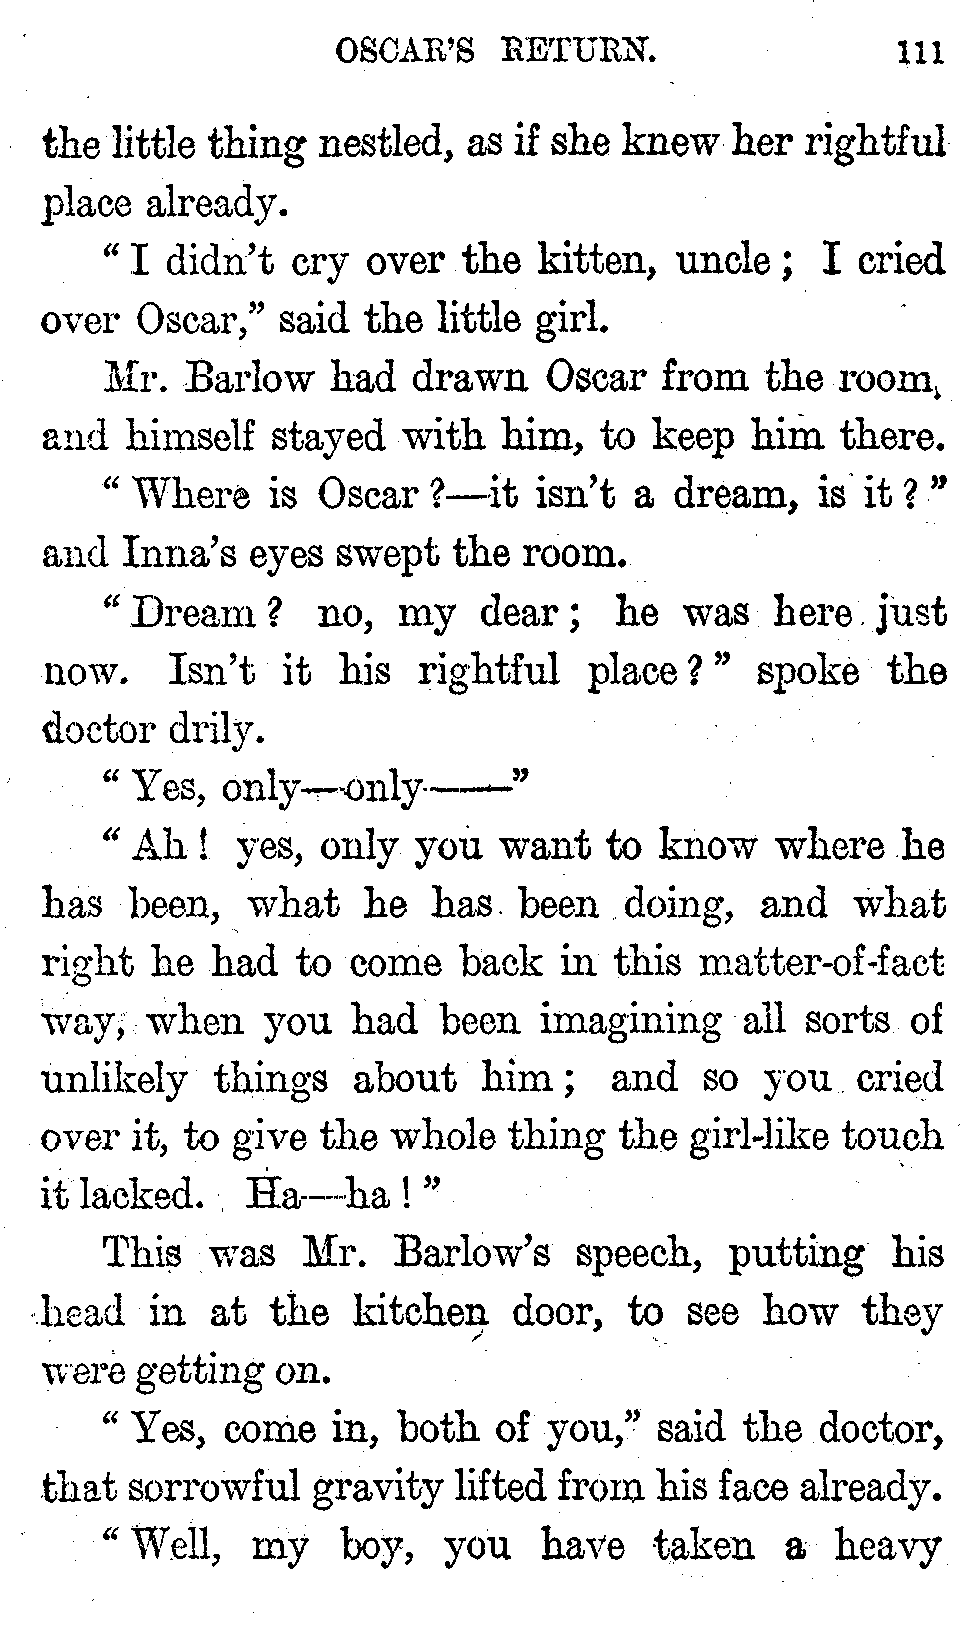 OSCAR'S RETURN. 111
the little thing nestled, as if she knew her rightful
place already.
"I didn't cry over the kitten, uncle; I cried
over Oscar," said the little girl.
Mr. Barlow had drawn Oscar from the room,
and himself stayed with him, to keep him there.
"Where is Oscar?—it isn't a dream, is it?"
and Inna's eyes swept the room.
"Dream? no, my dear; he was here just
now. Isn't it his rightful place?" spoke the
doctor drily.
"Yes, only—only——"
"Ah! yes, only you want to know where he
has been, what he has been doing, and what
right he had to come back in this matter-of-fact
way, when you had been imagining all sorts of
unlikely things about him; and so you cried
over it, to give the whole thing the girl-like touch
it lacked. Ha—ha!"
This was Mr. Barlow's speech, putting his
head in at the kitchen door, to see how they
were getting on.
"Yes, come in, both of you," said the doctor,
that sorrowful gravity lifted from his face already.
"Well, my boy, you have taken a heavy